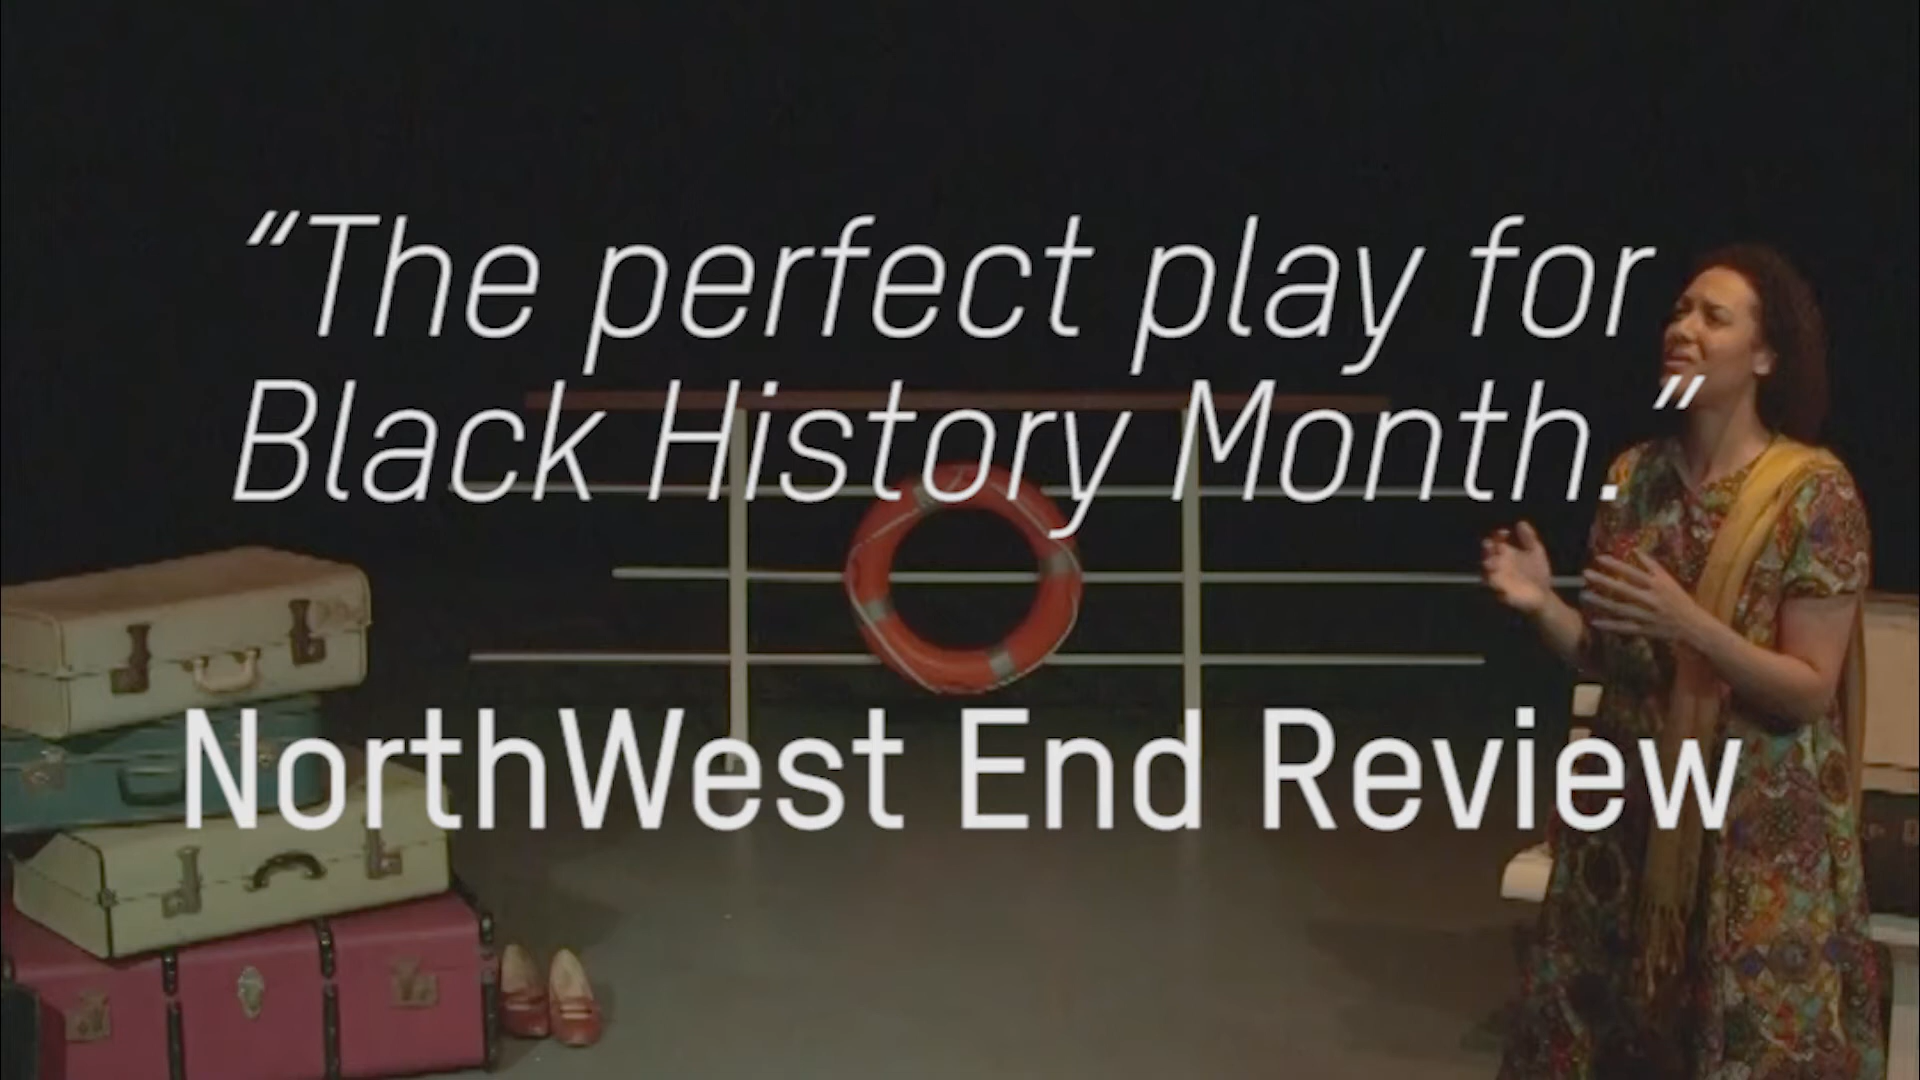 “The perfect play for
Black History Month.”
NorthWest End Review